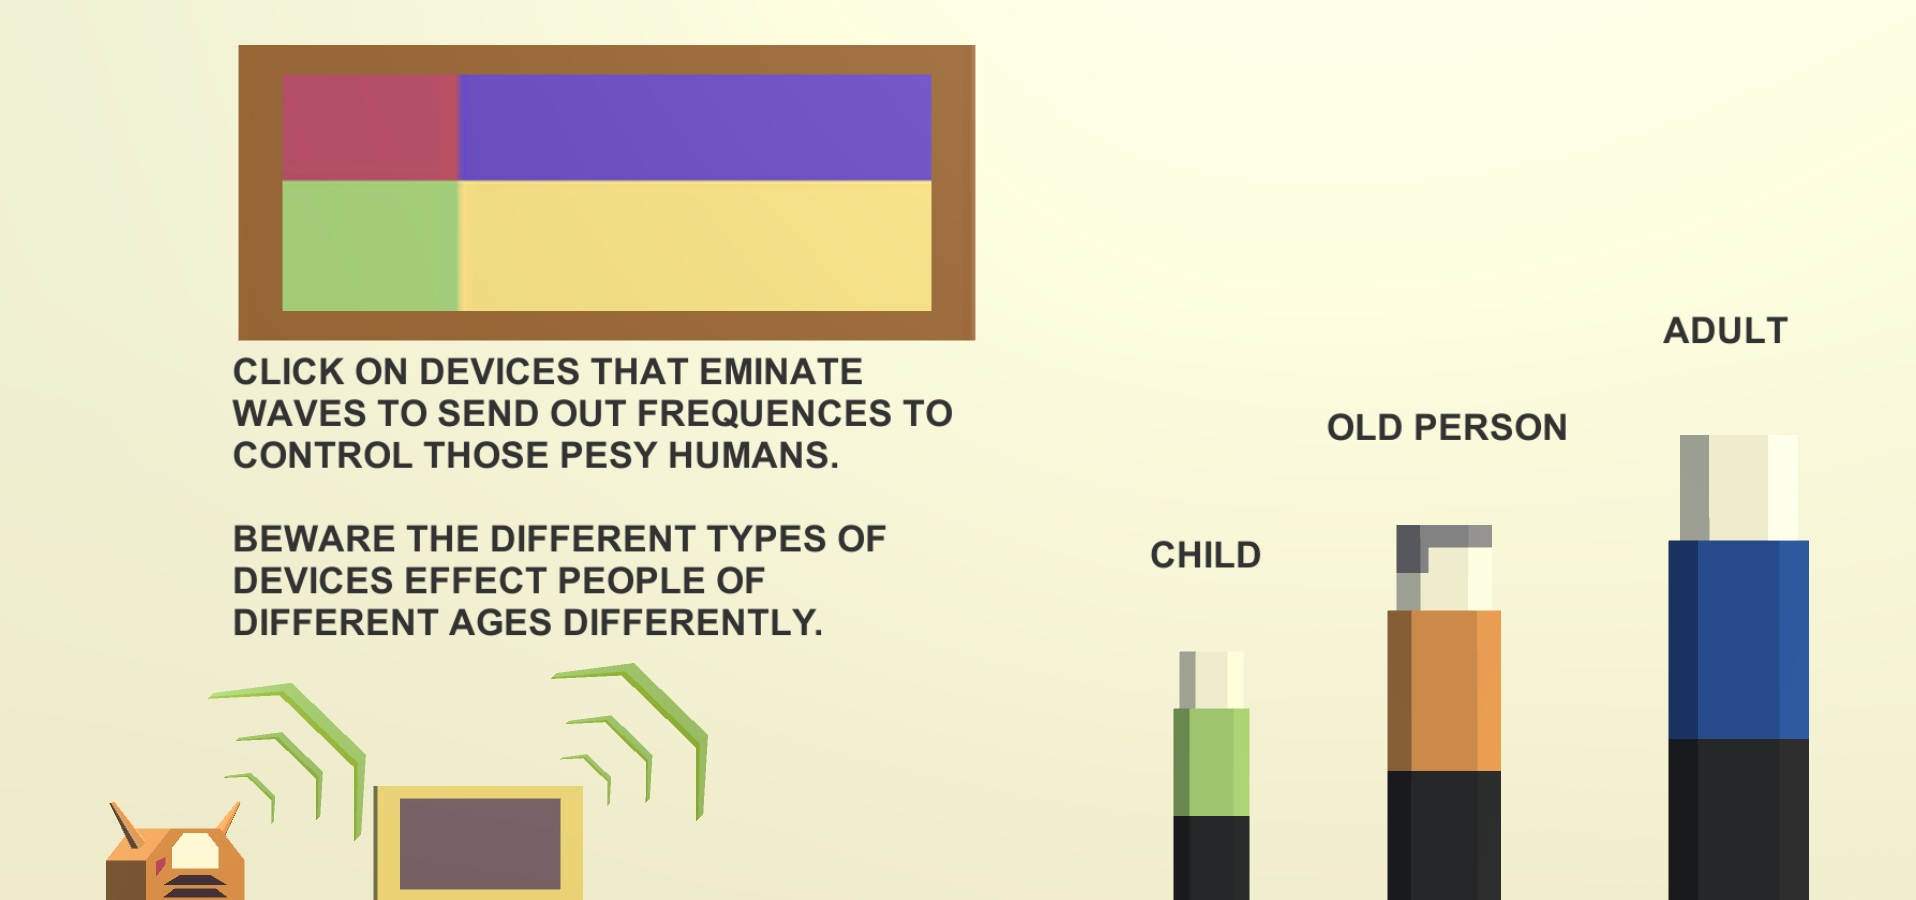 CLICK ON DEVICES THAT EMINATE
WAVES TO SEND OUT FREQUENCES TO
CONTROL THOSE PESY HUMANS.
BEWARE THE DIFFERENT TYPES OF
DEVICES EFFECT PEOPLE OF
DIFFERENT AGES DIFFERENTLY.
CHILD
OLD PERSON
ADULT